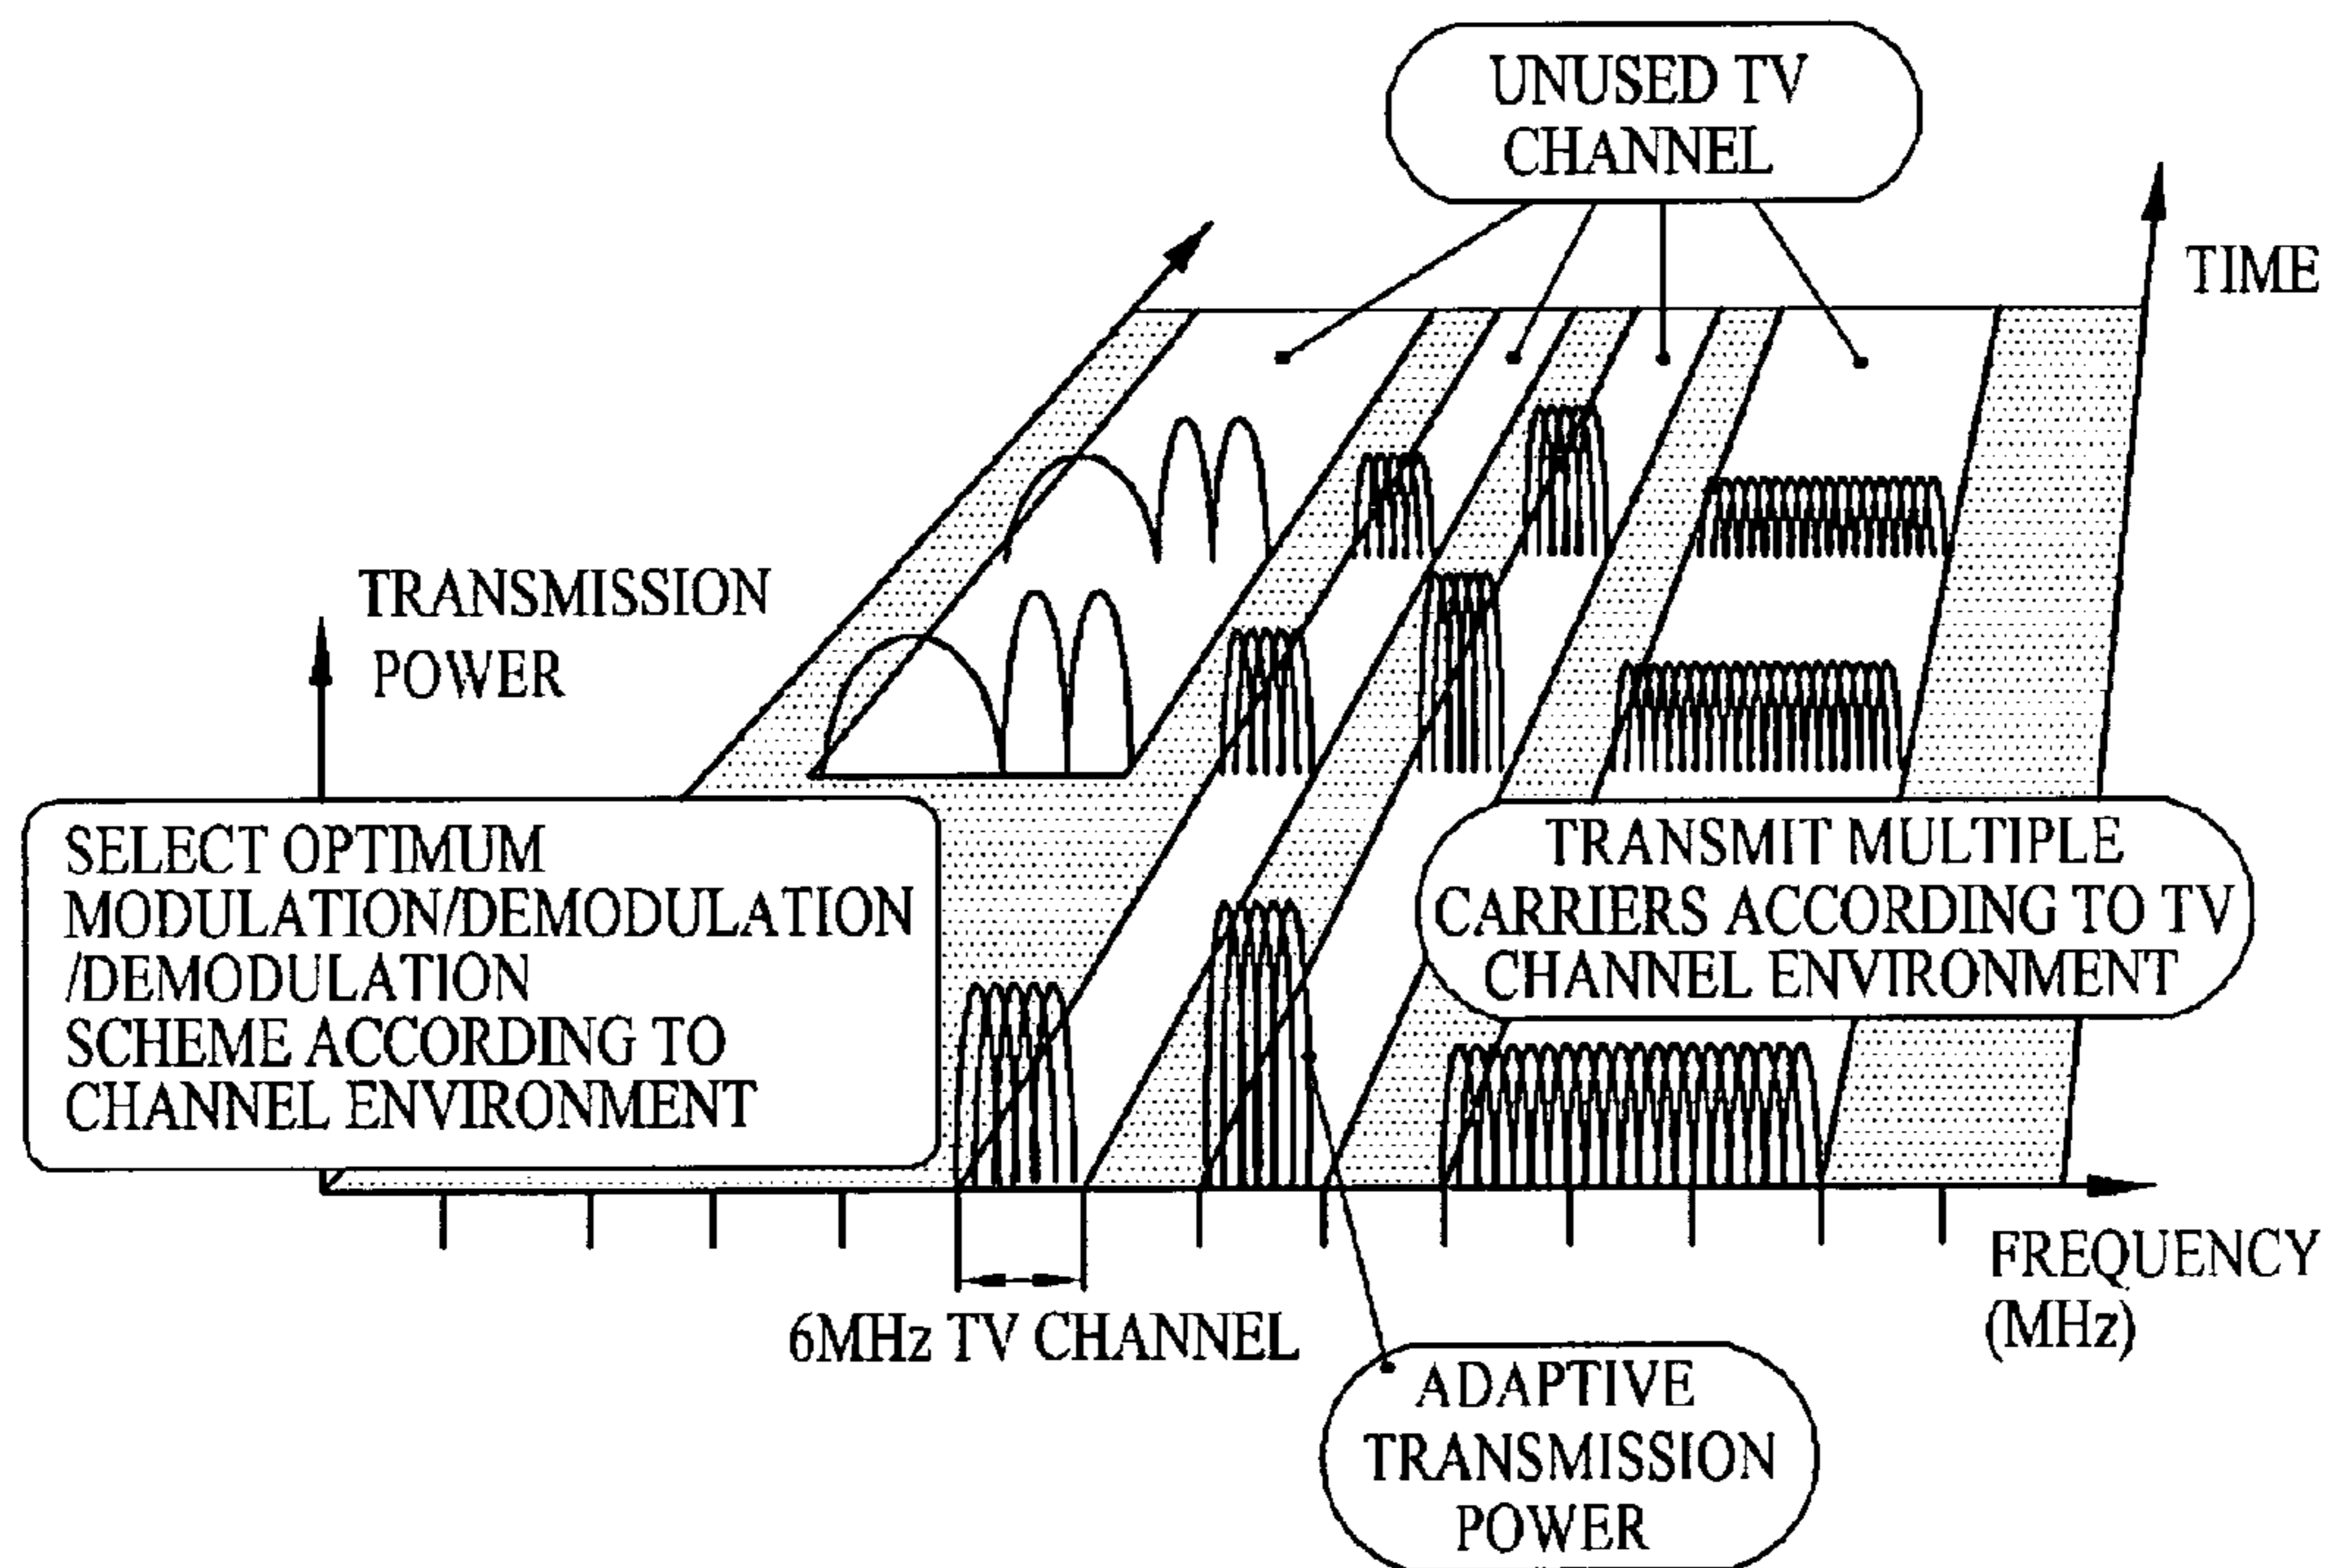 UNUSED TV
CHANNEL
TIME
TRANSMISSION
POWER
SELECT OPTIMUM
MODULATION/DEMODULATION
/DEMODULATION
SCHEME ACCORDING TO
CHANNEL ENVIRONMENT
TRANSMIT MULTIPLE
CARRIERS ACCORDING TO TV
CHANNEL ENVIRONMENT
FREQUENCY
(MHz)
6MHz TV CHANNEL
ADAPTIVE
TRANSMISSION
POWER